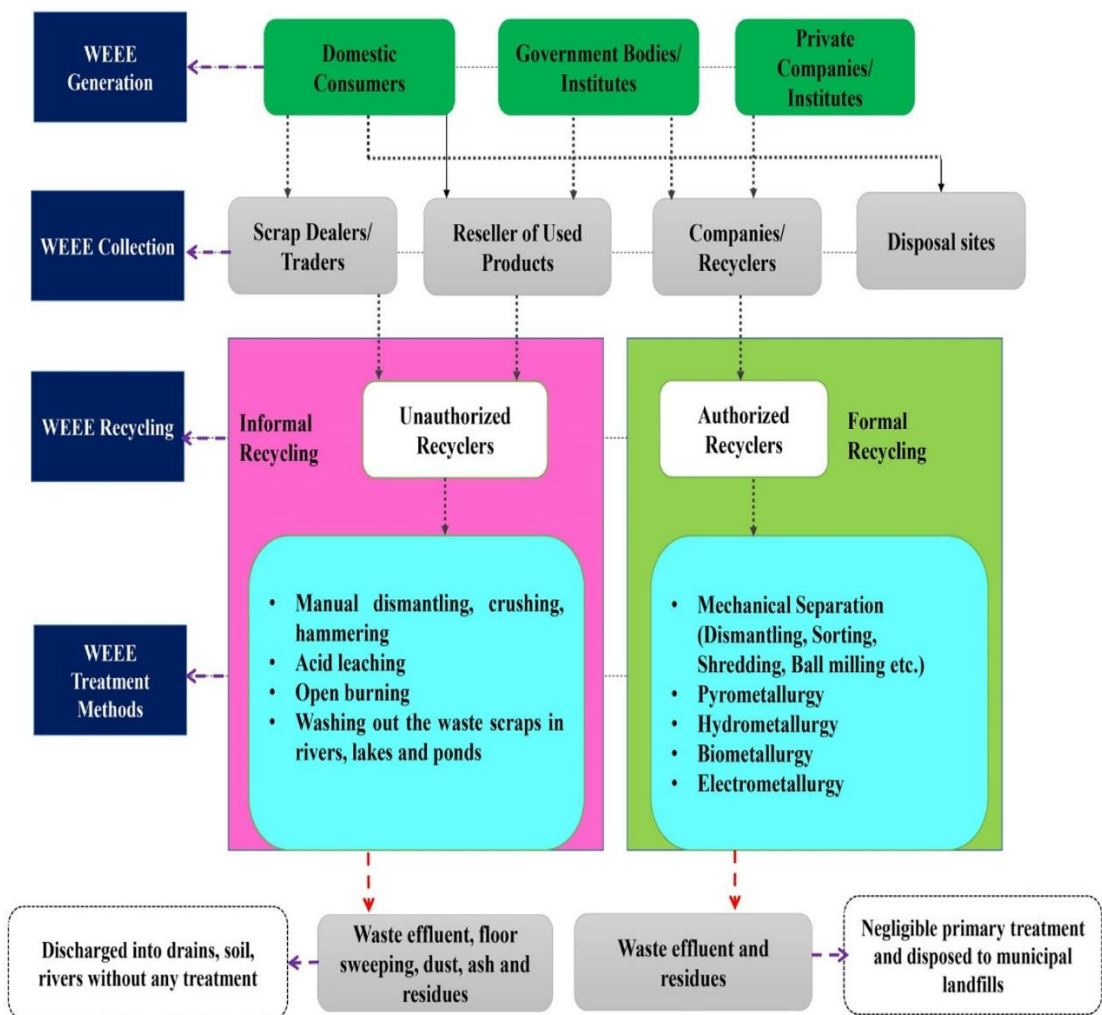 WEEE
Generation
Domestic
Consumers
Government Bodies/
Institutes
Private
Companies/
Institutes
WEEE Collection
Scrap Dealers/
Traders
Reseller of Used
Products
Companies/
Recyclers
Disposal sites
WEEE Recycling
Informal
Recycling
Unauthorized
Recyclers
Authorized
Recyclers
Formal
Recycling
WEEE
Treatment
Methods
• Manual dismantling, crushing,
hammering
• Acid leaching
• Open burning
• Washing out the waste scraps in
rivers, lakes and ponds
• Mechanical Separation
(Dismantling, Sorting,
Shredding, Ball milling etc.)
• Pyrometallurgy
• Hydrometallurgy
• Biometallurgy
• Electrometallurgy
Discharged into drains, soil,
rivers without any treatment
Waste effluent, floor
sweeping, dust, ash and
residues
Waste effluent and
residues
Negligible primary treatment
and disposed to municipal
landfills